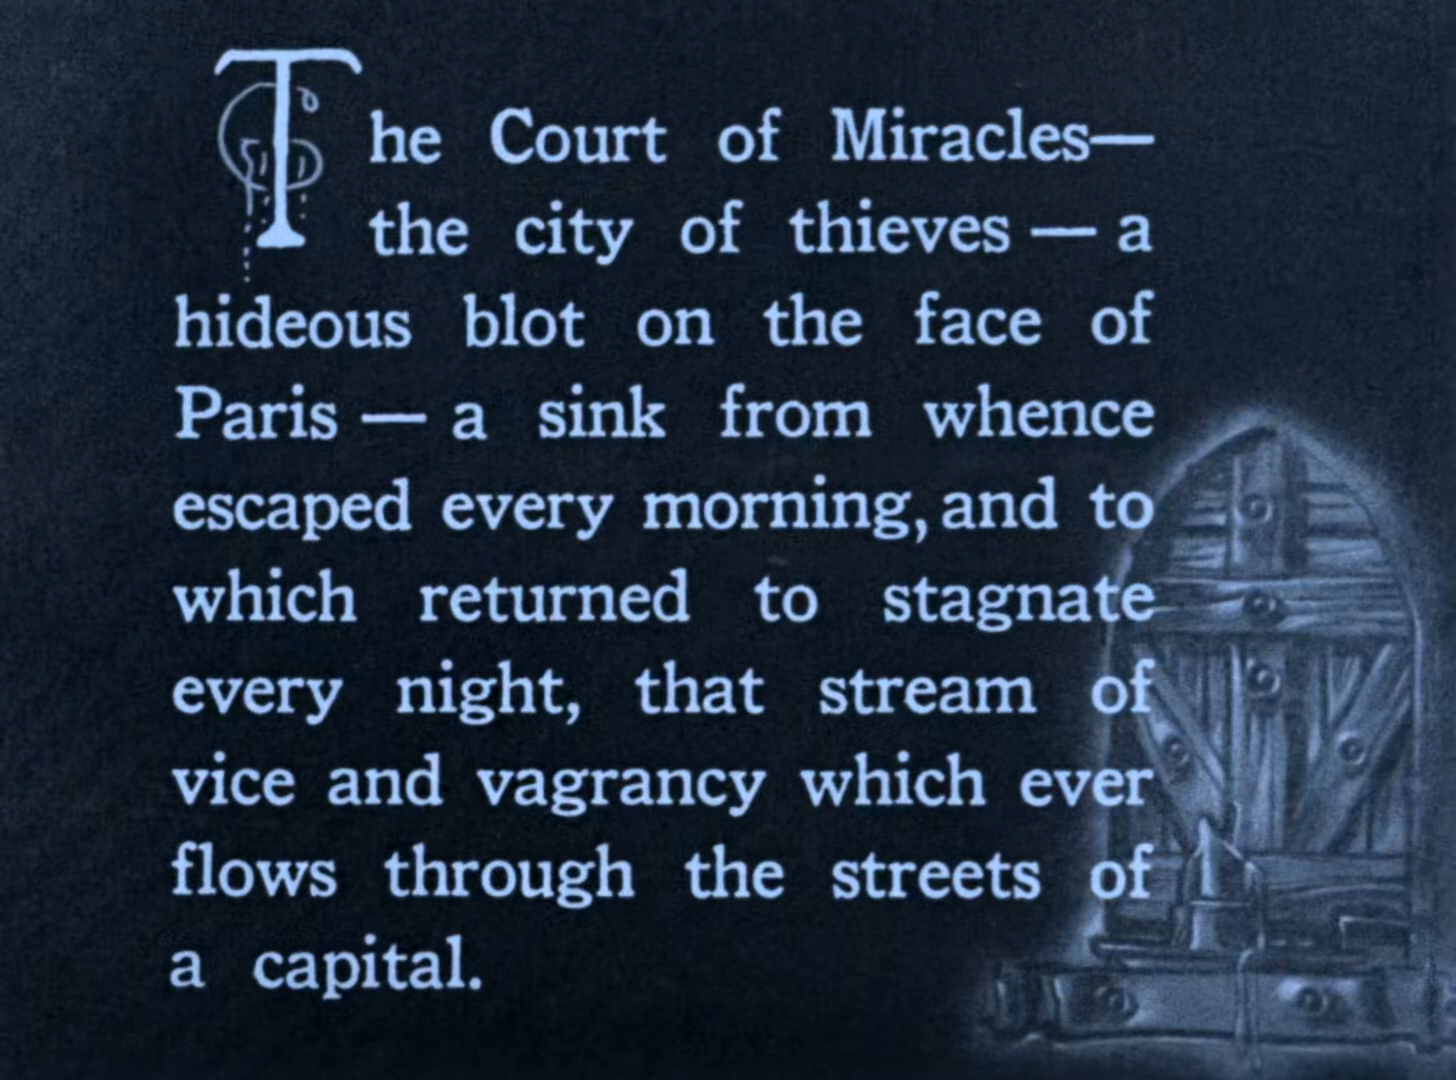 The Court of Miracles—
the city of thieves — a
hideous blot on the face of
Paris — a sink from whence
escaped every morning, and to
which returned to stagnate
every night, that stream of
vice and vagrancy which ever
flows through the streets of
a capital.